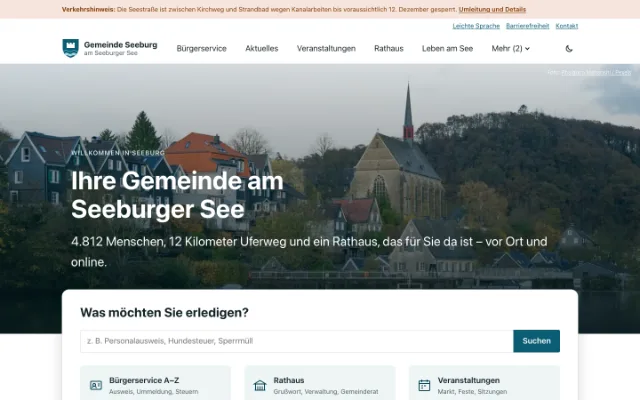 Verkehrshinweis: Die Seestraße ist zwischen Kirchweg und Strandbad wegen Kanalarbeiten bis voraussichtlich 12. Dezember gesperrt. Umleitung und Details
Leichte Sprache Barrierefreiheit Kontakt
Gemeinde Seeburg
am Seeburger See
Bürgerservice Aktuelles Veranstaltungen Rathaus Leben am See Mehr (2)
WILLKOMMEN IN SEEBURG
Ihre Gemeinde am
Seeburger See
4.812 Menschen, 12 Kilometer Uferweg und ein Rathaus, das für Sie da ist – vor Ort und
online.
Was möchten Sie erledigen?
z. B. Personalausweis, Hundesteuer, Sperrmüll
Suchen
Bürgerservice A–Z
Ausweis, Ummeldung, Steuern
Rathaus
Grußwort, Verwaltung, Gemeinderat
Veranstaltungen
Markt, Feste, Sitzungen